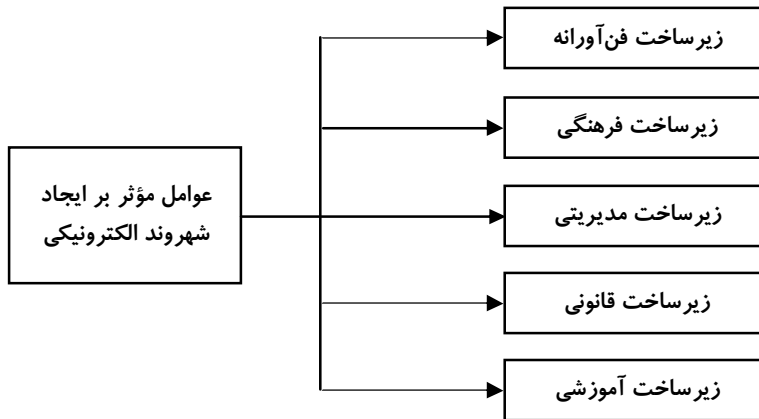 زیرساخت فن‌آورانه
زیرساخت فرهنگی
عوامل مؤثر بر ایجاد
شهروند الکترونیکی
زیرساخت مدیریتی
زیرساخت قانونی
زیرساخت آموزشی